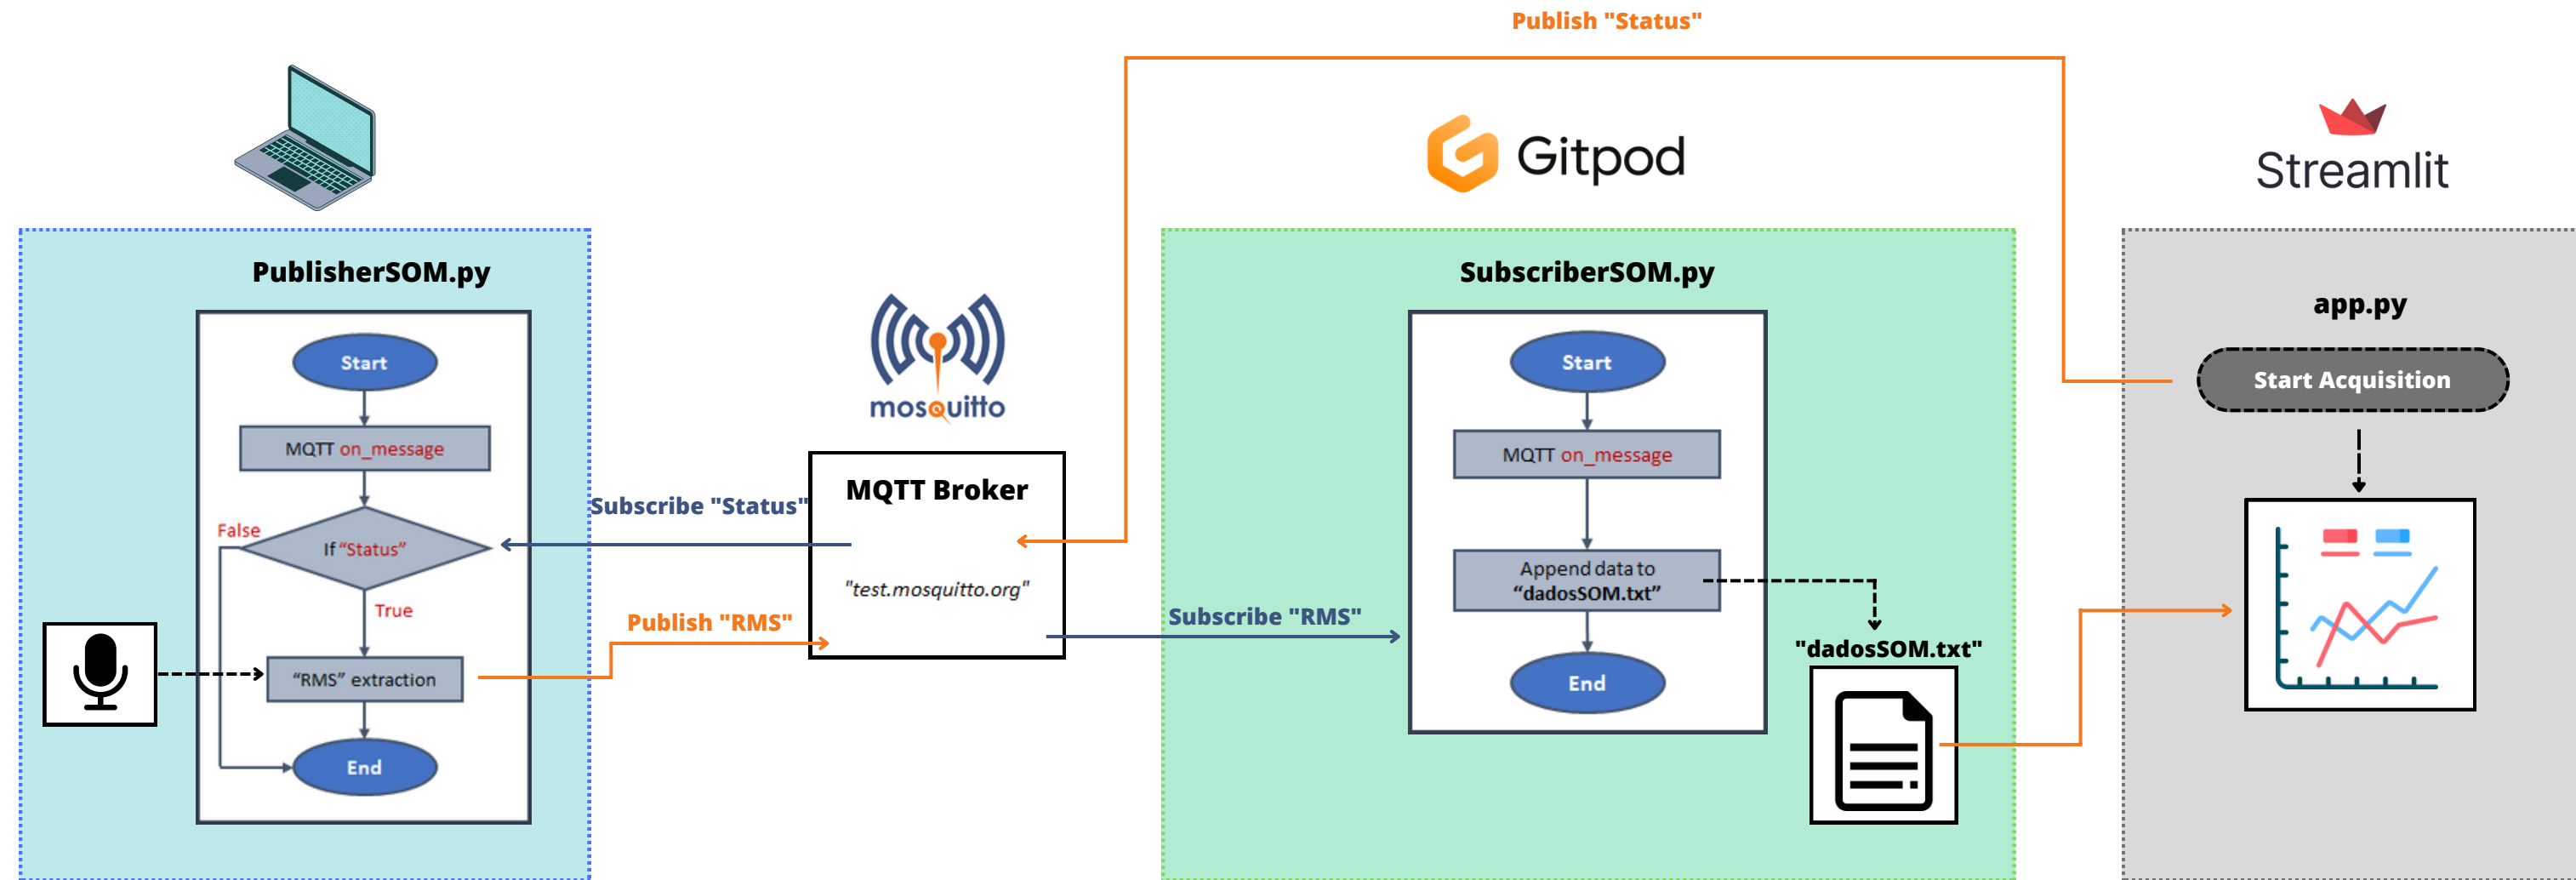 Publish "Status"
Gitpod
Streamlit
PublisherSOM.py
Start
MQTT on_message
False
If “Status”
True
“RMS” extraction
End
Subscribe "Status"
Publish "RMS"
mosquitto
MQTT Broker
"test.mosquitto.org"
Subscribe "RMS"
SubscriberSOM.py
Start
MQTT on_message
Append data to
“dadosSOM.txt”
End
"dadosSOM.txt"
app.py
Start Acquisition